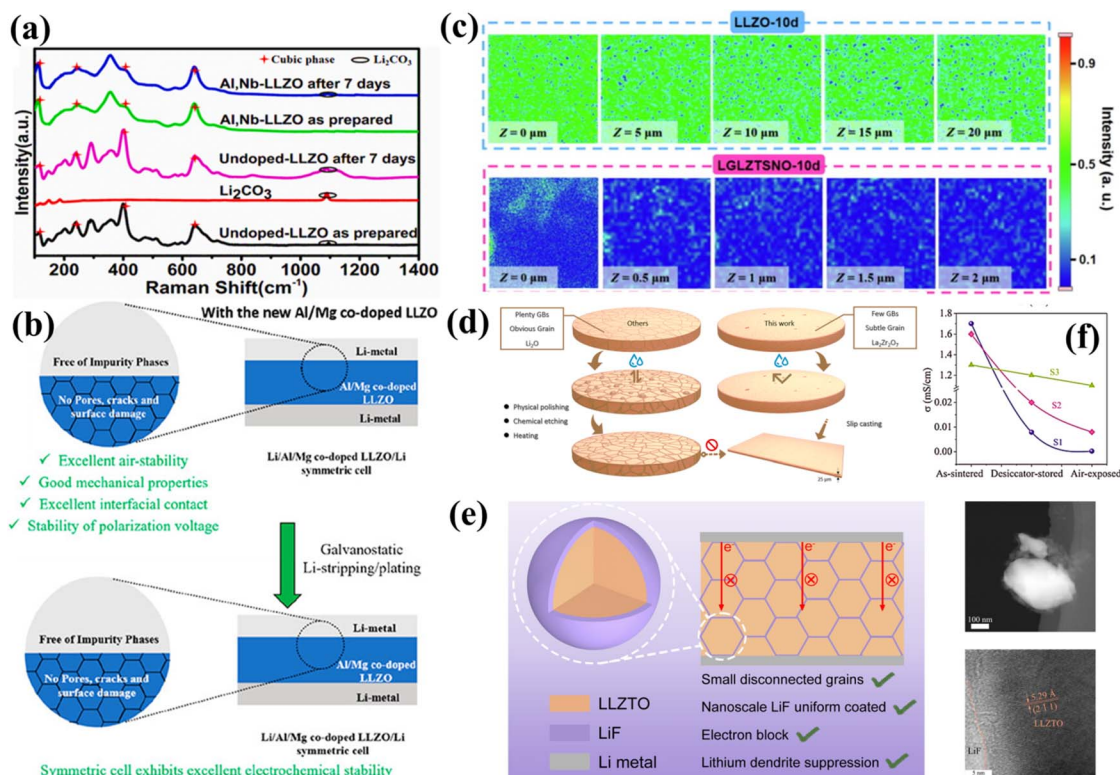 (a)
Cubic phase
Li2CO3
Al,Nb-LLZO after 7 days
Al,Nb-LLZO as prepared
Undoped-LLZO after 7 days
Li2CO3
Undoped-LLZO as prepared
Intensity(a.u.)
200 400 600 800 1000 1200 1400
Raman Shift(cm-1)
(b)
With the new Al/Mg co-doped LLZO
Free of Impurity Phases
No Pores, cracks and
surface damage
Li-metal
Al/Mg co-doped
LLZO
Li-metal
Li/Al/Mg co-doped LLZO/Li
symmetric cell
✓ Excellent air-stability
✓ Good mechanical properties
✓ Excellent interfacial contact
✓ Stability of polarization voltage
Galvanostatic
Li-stripping/plating
Free of Impurity Phases
No Pores, cracks and
surface damage
Li-metal
Al/Mg co-doped
LLZO
Li-metal
Li/Al/Mg co-doped LLZO/Li
symmetric cell
Symmetric cell exhibits excellent electrochemical stability
(c)
LLZO-10d
Z = 0 μm
Z = 5 μm
Z = 10 μm
Z = 15 μm
Z = 20 μm
LGLZTSNO-10d
Z = 0 μm
Z = 0.5 μm
Z = 1 μm
Z = 1.5 μm
Z = 2 μm
0.9
0.5
0.1
Intensity (a. u.)
(d)
Plenty GBs
Obvious Grain
Li2O
Others
This work
Few GBs
Subtle Grain
La2Zr2O7
Physical polishing
Chemical etching
Heating
Slip casting
25 μm
(f)
σ (mS/cm)
1.8
1.6
1.4
1.2
0.02
0.01
0.00
S3
S2
S1
As-sintered Desiccator-stored Air-exposed
(e)
e-
e-
e-
LLZTO
LiF
Li metal
Small disconnected grains ✓
Nanoscale LiF uniform coated ✓
Electron block ✓
Lithium dendrite suppression ✓
100 nm
5.29 Å
(2 1 1)
LLZTO
LiF
5 nm